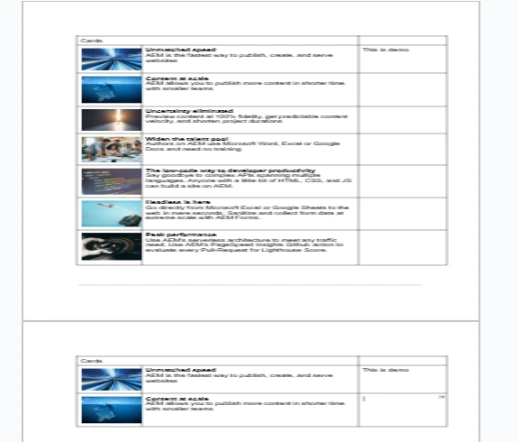 Cards
Unmatched speed
AEM is the fastest way to publish, create, and serve
websites
This is demo
Content at scale
AEM allows you to publish more content in shorter time
with smaller teams
Uncertainty eliminated
Preview content at 100% fidelity, get predictable content
velocity, and shorten project durations
Widen the talent pool
Authors on AEM use Microsoft Word, Excel or Google
Docs and need no training
The low-code way to developer productivity
Say goodbye to complex APIs spanning multiple
languages. Anyone with a little bit of HTML, CSS, and JS
can build a site on AEM.
Headless is here
Go directly from Microsoft Excel or Google Sheets to the
web in mere seconds. Sanitize and collect form data at
extreme scale with AEM Forms.
Peak performance
Use AEM's serverless architecture to meet any traffic
need. Use AEM's PageSpeed Insights Github action to
evaluate every Pull-Request for Lighthouse Score.
Cards
Unmatched speed
AEM is the fastest way to publish, create, and serve
websites
This is demo
Content at scale
AEM allows you to publish more content in shorter time
with smaller teams